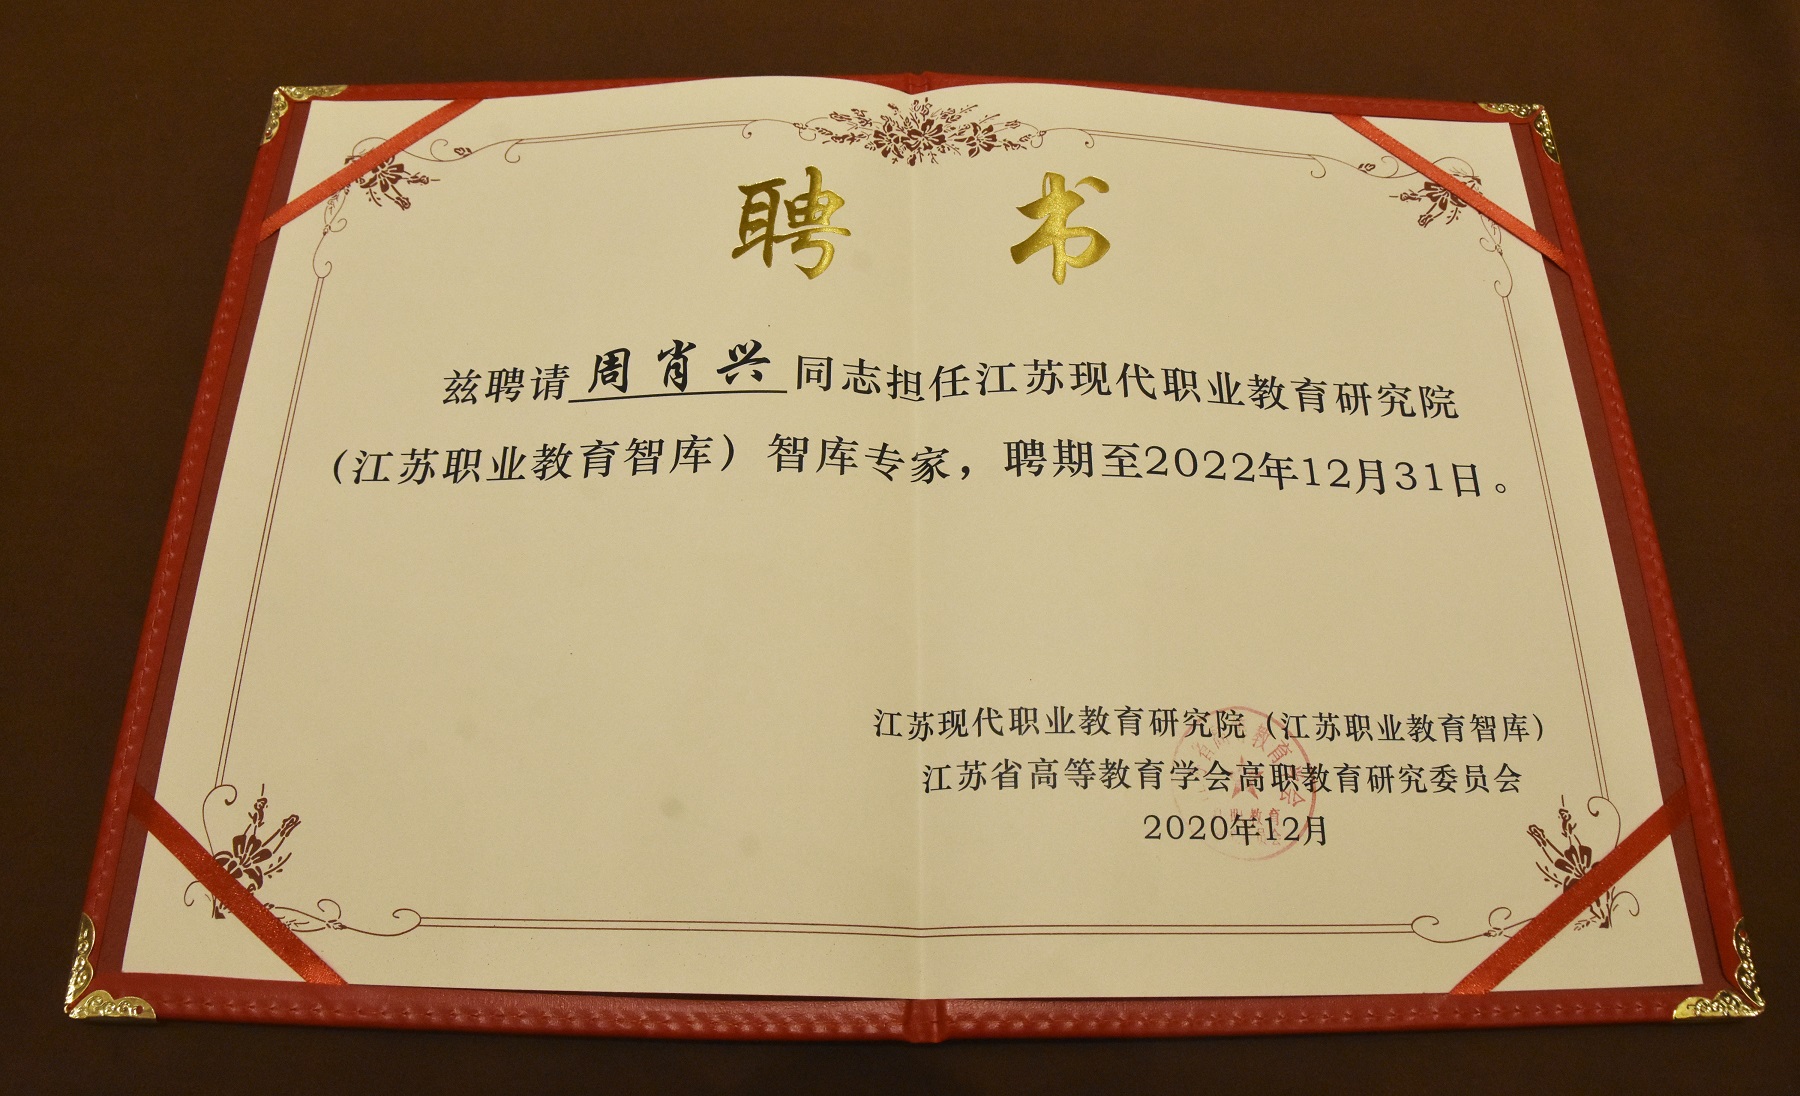 聘书
兹聘请周肖兴同志担任江苏现代职业教育研究院
（江苏职业教育智库）智库专家，聘期至2022年12月31日。
江苏现代职业教育研究院（江苏职业教育智库）
江苏省高等教育学会高职教育研究委员会
2020年12月